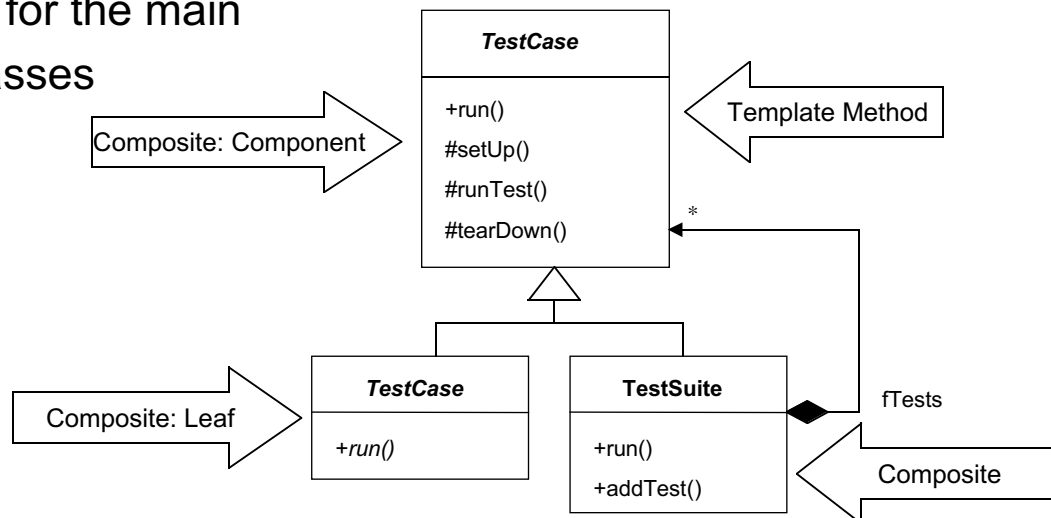 for the main
asses
TestCase
+run()
#setUp()
#runTest()
#tearDown()
Composite: Component
Template Method
*
TestCase
+run()
TestSuite
+run()
+addTest()
fTests
Composite: Leaf
Composite